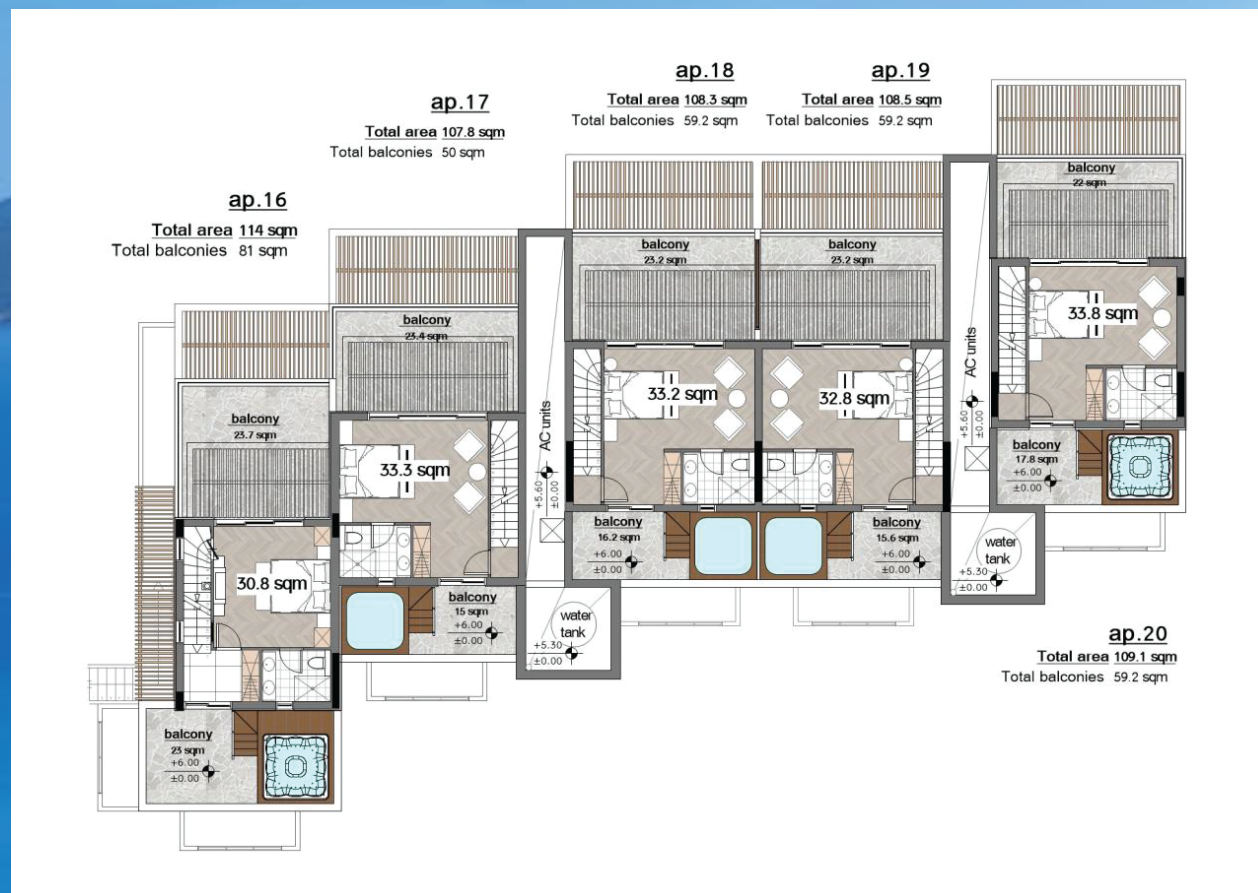 ap.16
Total area 114 sqm
Total balconies 81 sqm
ap.17
Total area 107.8 sqm
Total balconies 50 sqm
ap.18
Total area 108.3 sqm
Total balconies 59.2 sqm
ap.19
Total area 108.5 sqm
Total balconies 59.2 sqm
balcony
22 sqm
balcony
23.2 sqm
balcony
23.2 sqm
33.8 sqm
balcony
23.4 sqm
AC units
+5.60
±0.00
33.2 sqm
32.8 sqm
balcony
23.7 sqm
33.3 sqm
AC units
+5.60
±0.00
balcony
17.8 sqm
+6.00
±0.00
balcony
16.2 sqm
+6.00
±0.00
balcony
15.6 sqm
+6.00
±0.00
water
tank
+5.30
±0.00
30.8 sqm
balcony
15 sqm
+6.00
±0.00
water
tank
+5.30
±0.00
ap.20
Total area 109.1 sqm
Total balconies 59.2 sqm
balcony
23 sqm
+6.00
±0.00